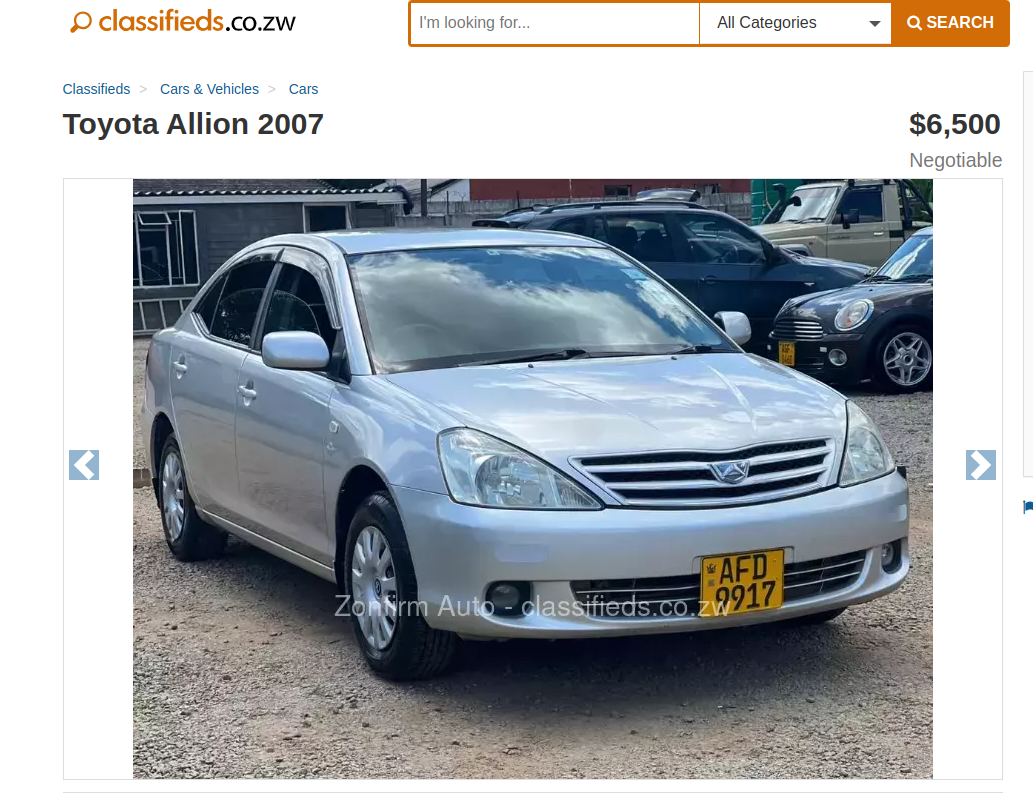 classifieds.co.zw
I'm looking for...
All Categories
SEARCH
Classifieds > Cars & Vehicles > Cars
Toyota Allion 2007
$6,500
Negotiable
AFD
9917
Zonfirm Auto - classifieds.co.zw